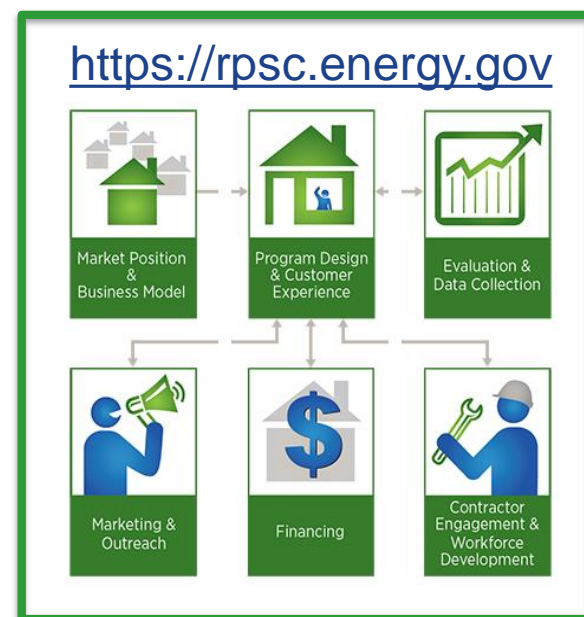 https://rpsc.energy.gov
Market Position
&
Business Model
Program Design
& Customer
Experience
Evaluation &
Data Collection
Marketing &
Outreach
Financing
Contractor
Engagement &
Workforce
Development